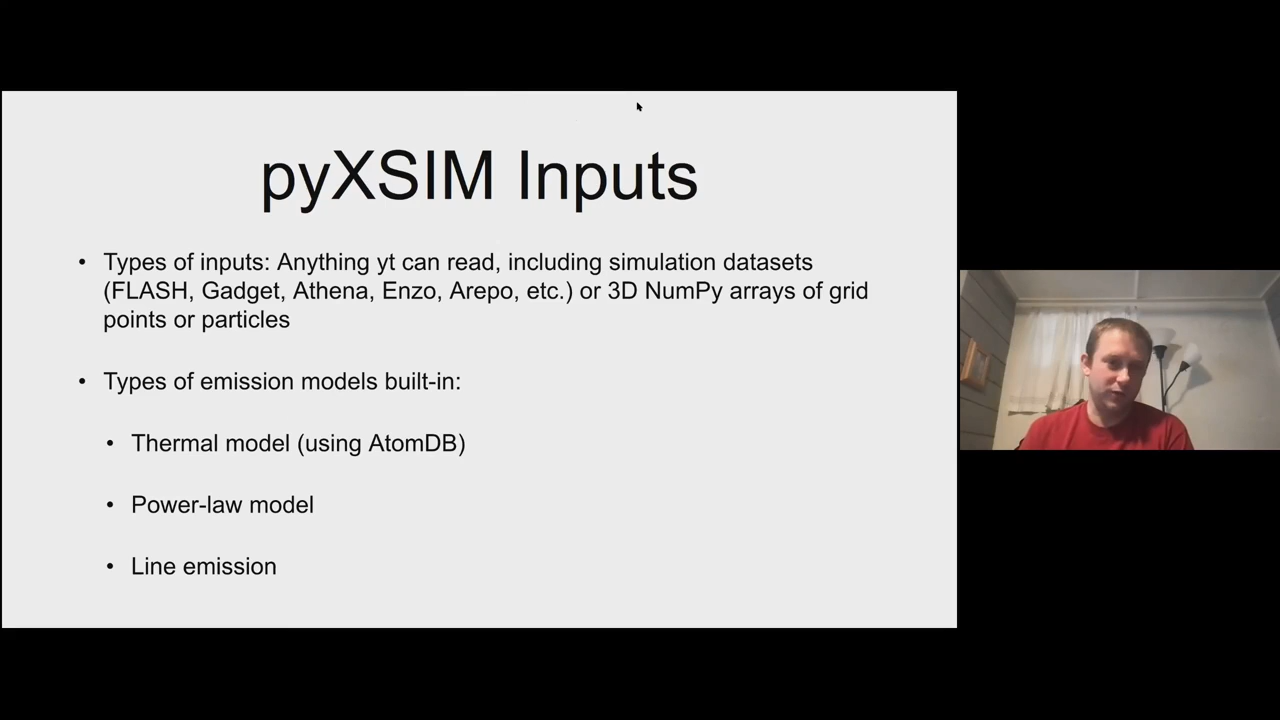 pyXSIM Inputs
• Types of inputs: Anything yt can read, including simulation datasets
(FLASH, Gadget, Athena, Enzo, Arepo, etc.) or 3D NumPy arrays of grid
points or particles
• Types of emission models built-in:
• Thermal model (using AtomDB)
• Power-law model
• Line emission